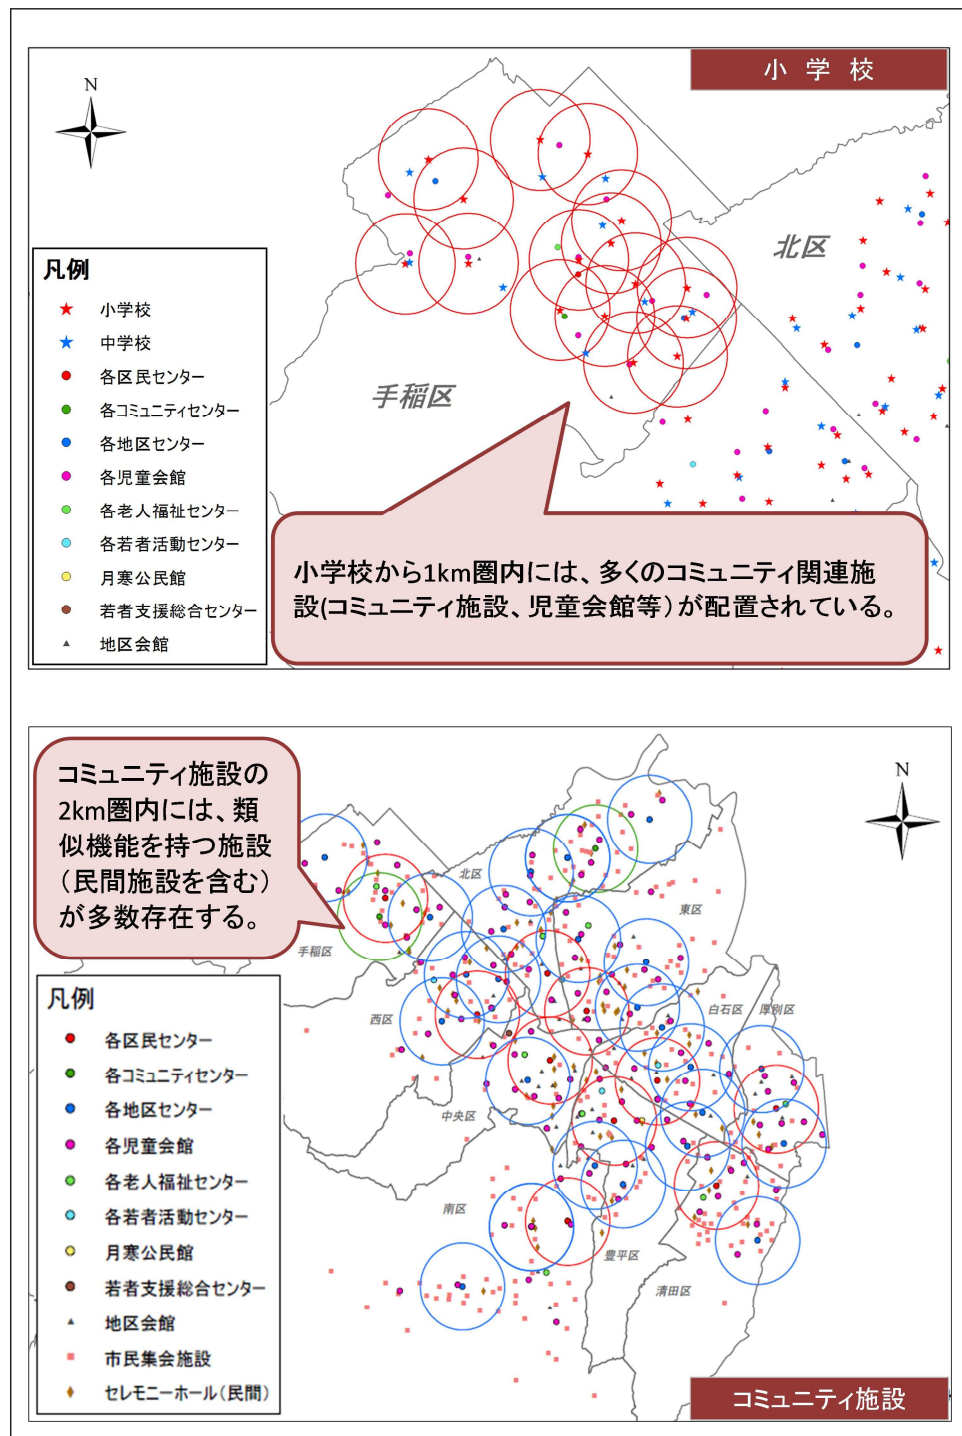 小学校
N
北区
手稲区
凡例
小学校
中学校
各区民センター
各コミュニティセンター
各地区センター
各児童会館
各老人福祉センター
各若者活動センター
月寒公民館
若者支援総合センター
地区会館
小学校から1km圏内には、多くのコミュニティ関連施
設(コミュニティ施設、児童会館等）が配置されている。
コミュニティ施設の
2km圏内には、類
似機能を持つ施設
（民間施設を含む）
が多数存在する。
N
北区
東区
手稲区
西区
白石区
厚別区
中央区
南区
豊平区
清田区
凡例
各区民センター
各コミュニティセンター
各地区センター
各児童会館
各老人福祉センター
各若者活動センター
月寒公民館
若者支援総合センター
地区会館
市民集会施設
セレモニーホール（民間）
コミュニティ施設